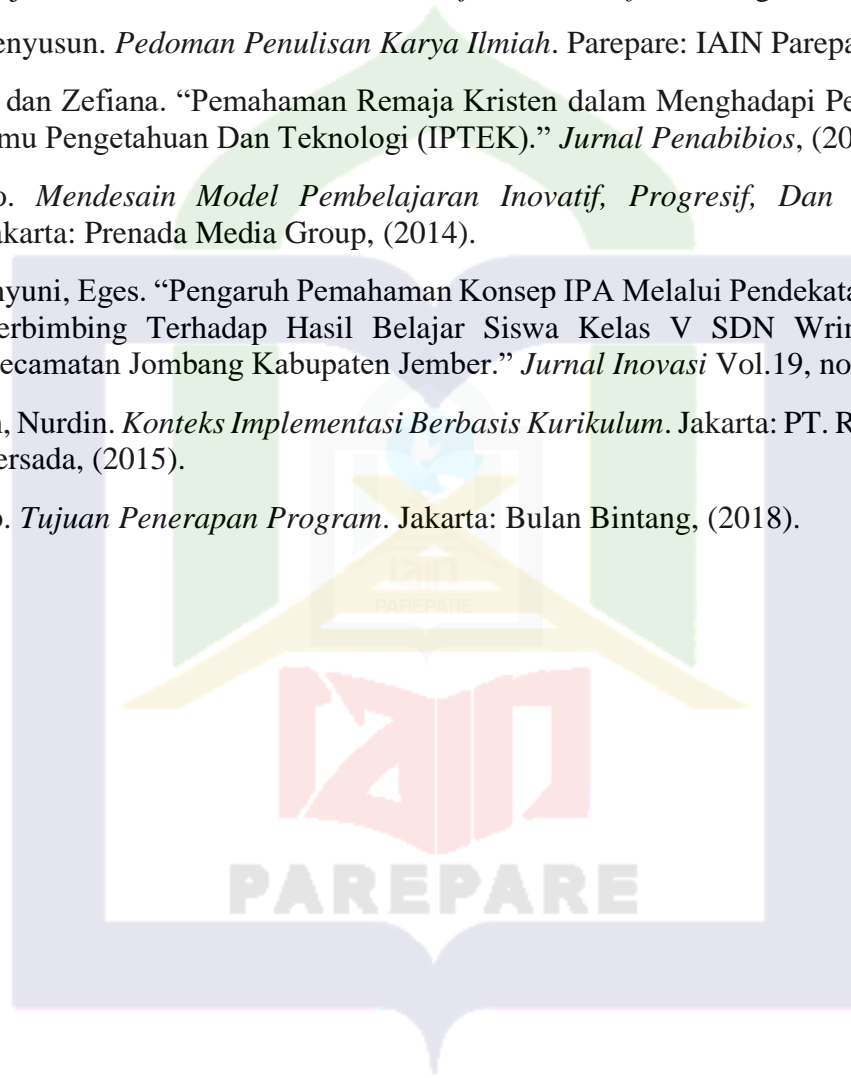 enyusun. Pedoman Penulisan Karya Ilmiah. Parepare: IAIN Parepa
dan Zefiana. “Pemahaman Remaja Kristen dalam Menghadapi Pe
mu Pengetahuan Dan Teknologi (IPTEK).” Jurnal Penabibios, (20
o. Mendesain Model Pembelajaran Inovatif, Progresif, Dan
akarta: Prenada Media Group, (2014).
nyuni, Eges. “Pengaruh Pemahaman Konsep IPA Melalui Pendekata
erbimbing Terhadap Hasil Belajar Siswa Kelas V SDN Wrin
ecamatan Jombang Kabupaten Jember.” Jurnal Inovasi Vol.19, no
n, Nurdin. Konteks Implementasi Berbasis Kurikulum. Jakarta: PT. R
ersada, (2015).
o. Tujuan Penerapan Program. Jakarta: Bulan Bintang, (2018).
iain
PAREPARE
iain
PAREPARE